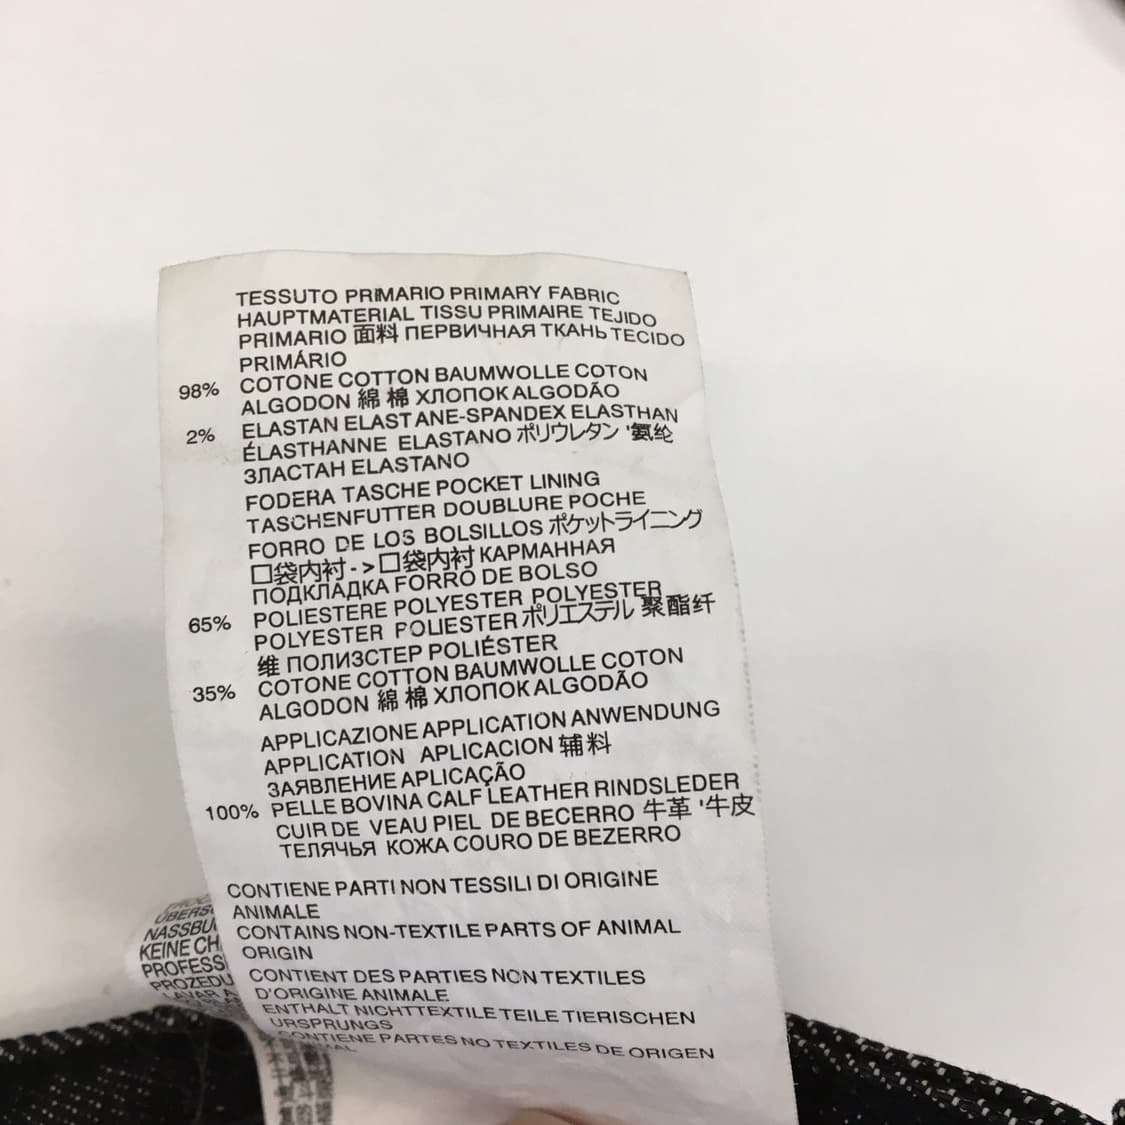 TESSUTO PRIMARIO PRIMARY FABRIC
HAUPTMATERIAL TISSU PRIMAIRE TEJIDO
PRIMARIO 面料 ПЕРВИЧНАЯ ТКАНЬ TECIDO
PRIMÁRIO
98% COTONE COTTON BAUMWOLLE COTON
ALGODON 綿 棉 ХЛОПОК ALGODÃO
2% ELASTAN ELASTANE-SPANDEX ELASTHAN
ÉLASTHANNE ELASTANO ポリウレタン '氨纶
ЗЛАСТАН ELASTANO
FODERA TASCHE POCKET LINING
TASCHENFUTTER DOUBLURE POCHE
FORRO DE LOS BOLSILLOS ポケットライニング
口袋内衬 -> 口袋内衬 КАРМАННАЯ
ПОДКЛАДКА FORRO DE BOLSO
65% POLIESTERE POLYESTER POLYESTER
POLYESTER POLIESTER ポリエステル 聚酯纤
维 ПОЛИЗСТЕР POLIÉSTER
35% COTONE COTTON BAUMWOLLE COTON
ALGODON 綿 棉 ХЛОПОК ALGODÃO
APPLICAZIONE APPLICATION ANWENDUNG
APPLICATION APLICACION 辅料
ЗАЯВЛЕНИЕ APLICAÇÃO
100% PELLE BOVINA CALF LEATHER RINDSLEDER
CUIR DE VEAU PIEL DE BECERRO 牛革 '牛皮
ТЕЛЯЧЬЯ КОЖА COURO DE BEZERRO
CONTIENE PARTI NON TESSILI DI ORIGINE
ANIMALE
CONTAINS NON-TEXTILE PARTS OF ANIMAL
ORIGIN
CONTIENT DES PARTIES NON TEXTILES
D'ORIGINE ANIMALE
ENTHALT NICHTTEXTILE TEILE TIERISCHEN
URSPRUNGS
CONTIENE PARTES NO TEXTILES DE ORIGEN
KEINE CH
PROFESS
PROZEDU
LAVAR A